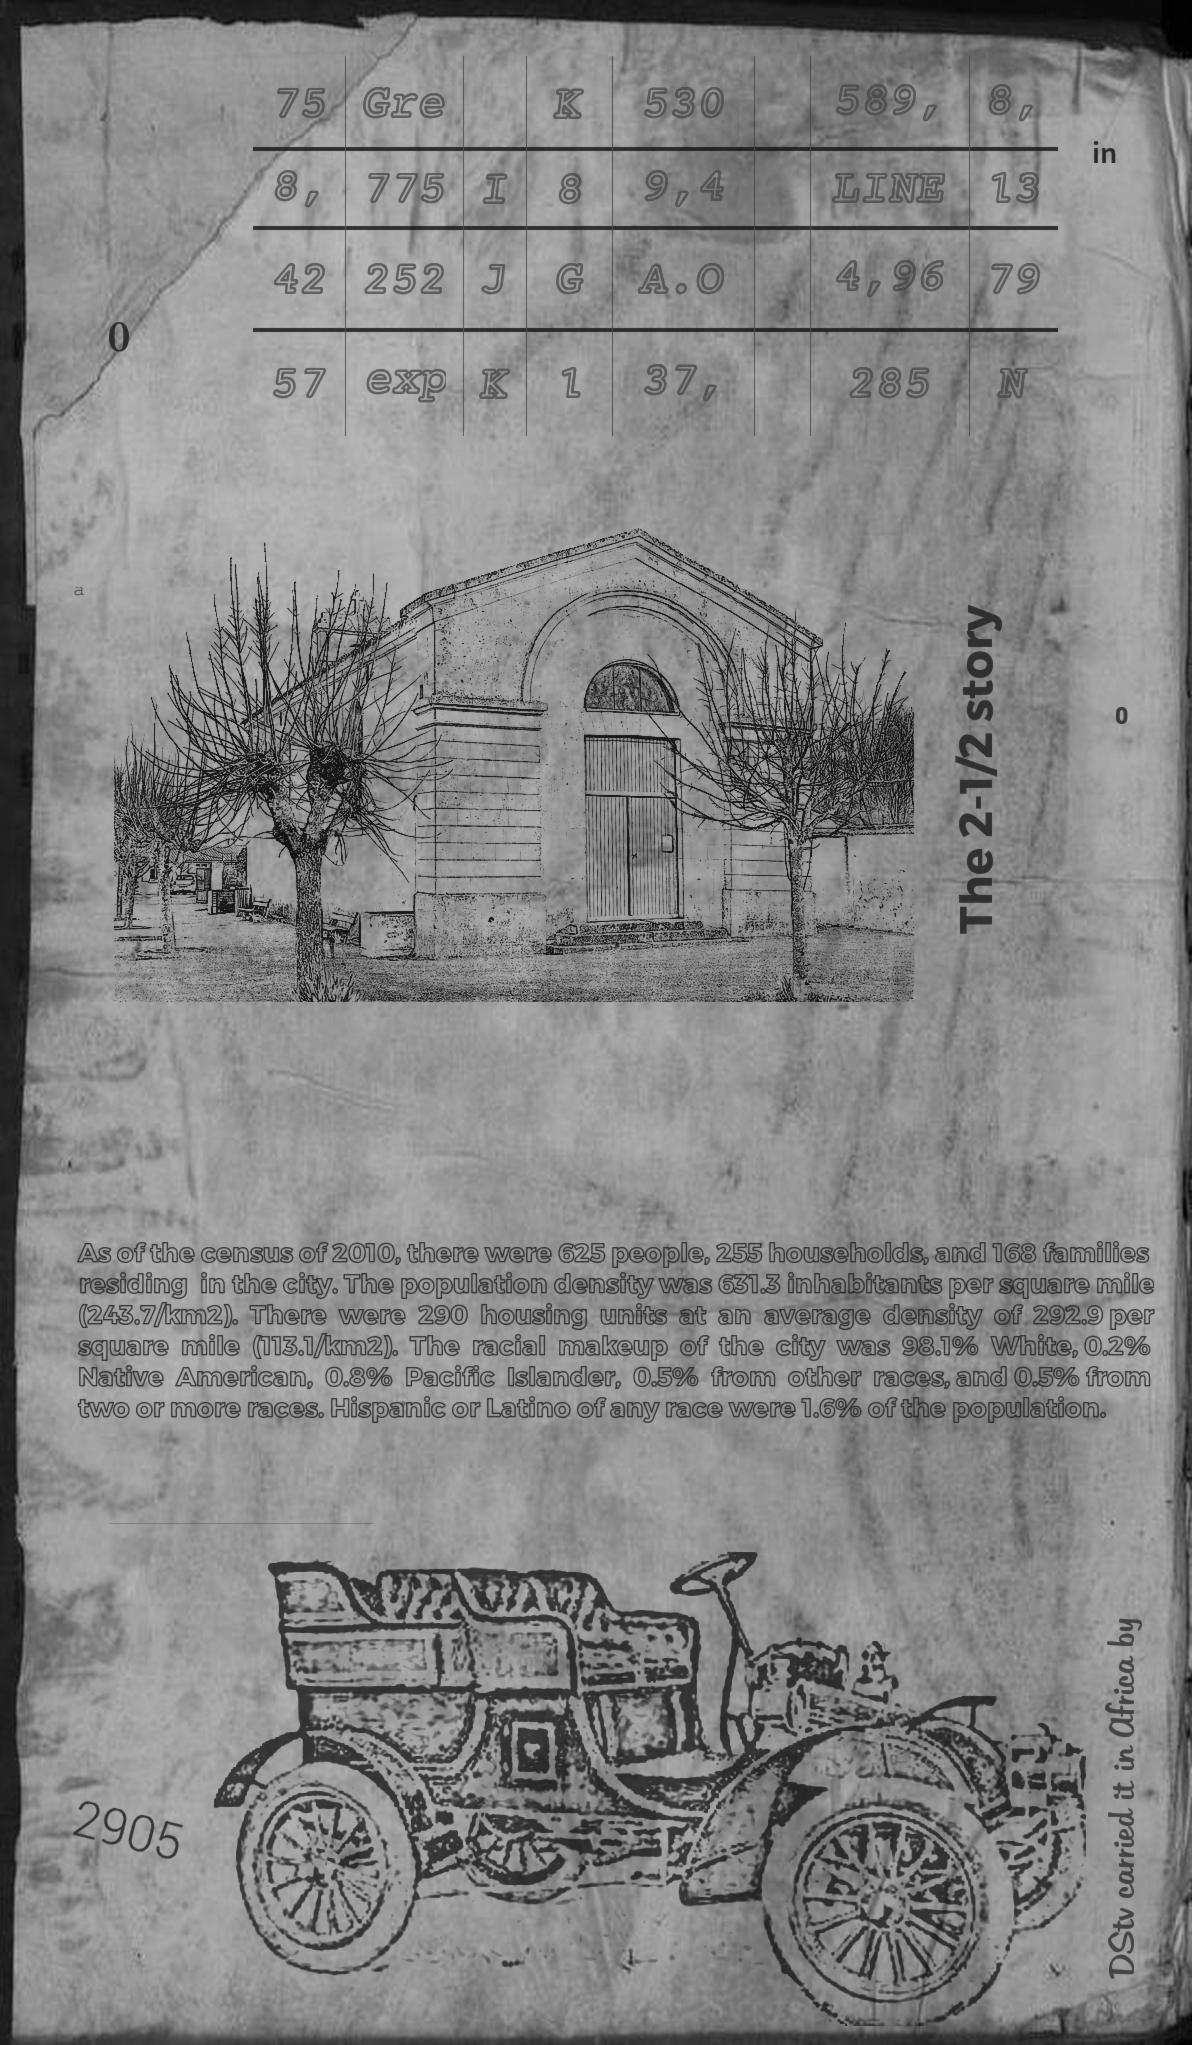 75 Gre K 530 589, 8,
in
8, 775 I 8 9,4 LINE 13
42 252 J G A.O 4,96 79
0
57 exp K 1 37, 285 N
a
The 2-1/2 story
0
As of the census of 2010, there were 625 people, 255 households, and 168 families
residing in the city. The population density was 631.3 inhabitants per square mile
(243.7/km2). There were 290 housing units at an average density of 292.9 per
square mile (113.1/km2). The racial makeup of the city was 98.1% White, 0.2%
Native American, 0.8% Pacific Islander, 0.5% from other races, and 0.5% from
two or more races. Hispanic or Latino of any race were 1.6% of the population.
2905
DStv carried it in Africa by